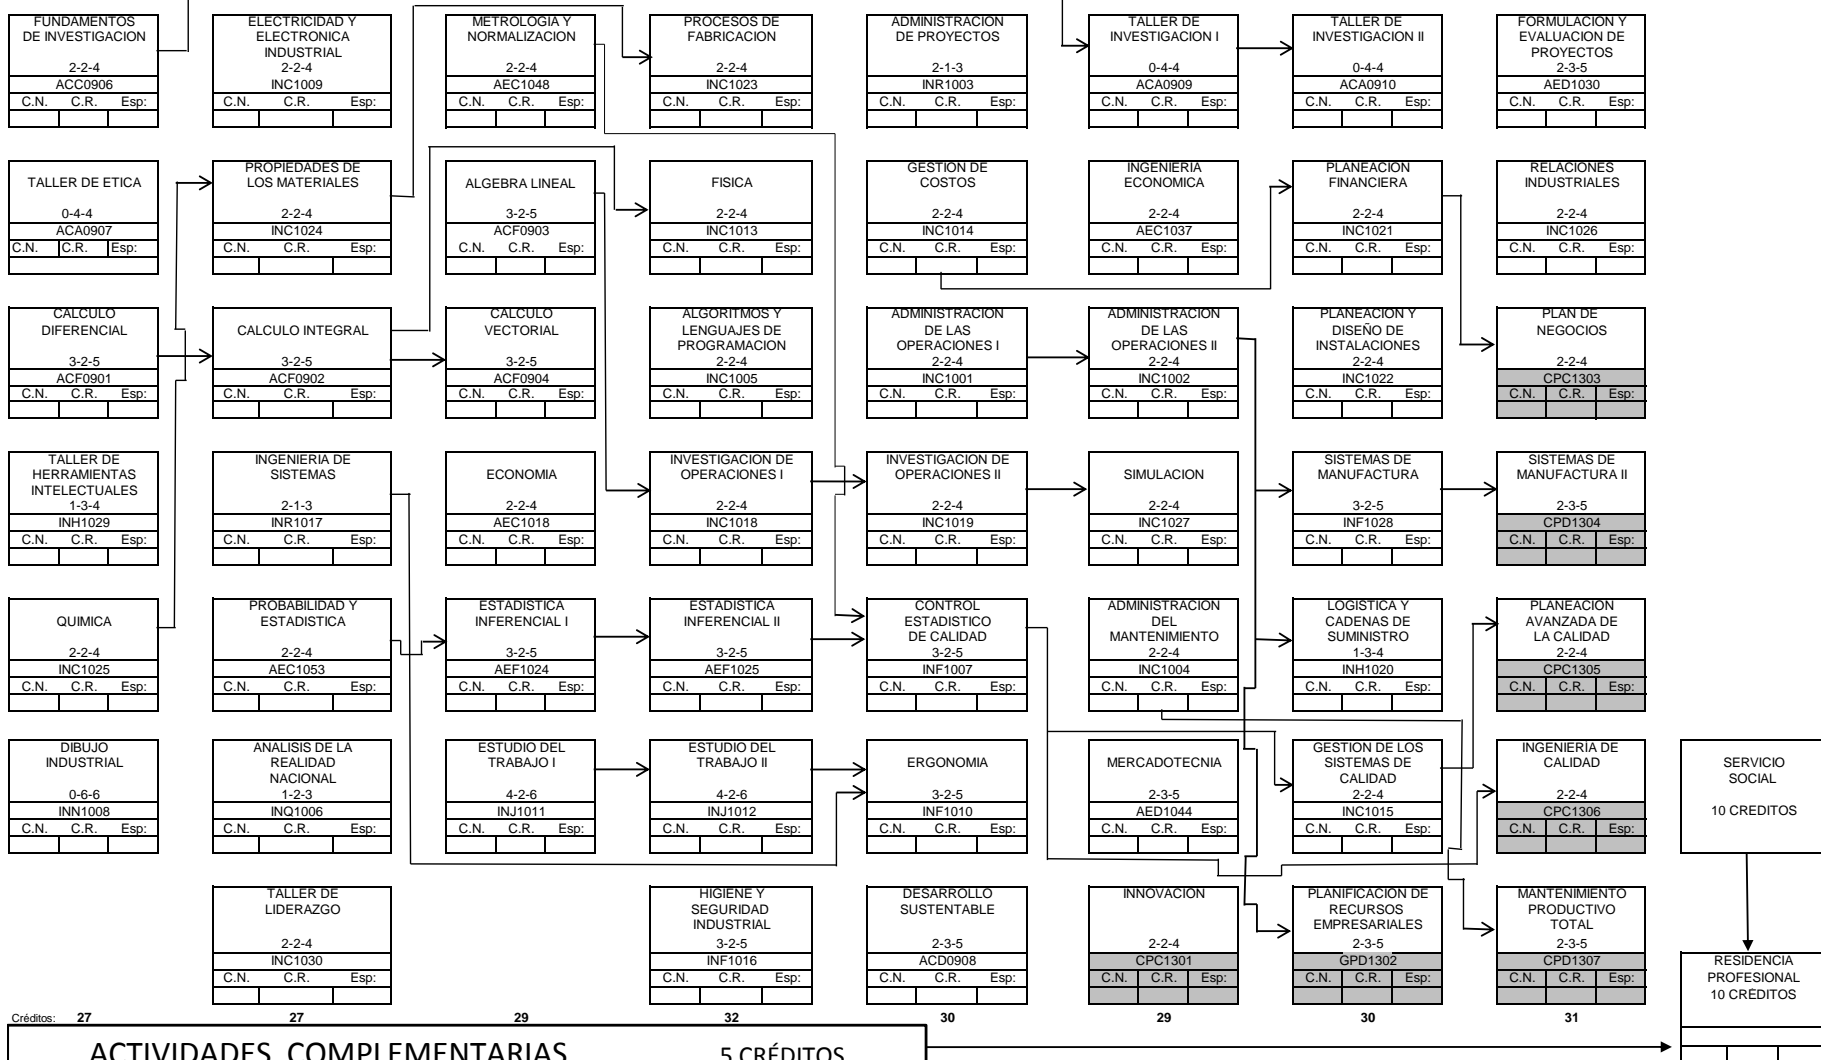 FUNDAMENTOS
DE INVESTIGACION
2-2-4
ACC0906
C.N. C.R. Esp:
ELECTRICIDAD Y
ELECTRONICA
INDUSTRIAL
2-2-4
INC1009
C.N. C.R. Esp:
METROLOGIA Y
NORMALIZACION
2-2-4
AEC1048
C.N. C.R. Esp:
PROCESOS DE
FABRICACION
2-2-4
INC1023
C.N. C.R. Esp:
ADMINISTRACION
DE PROYECTOS
2-1-3
INR1003
C.N. C.R. Esp:
TALLER DE
INVESTIGACION I
0-4-4
ACA0909
C.N. C.R. Esp:
TALLER DE
INVESTIGACION II
0-4-4
ACA0910
C.N. C.R. Esp:
FORMULACION Y
EVALUACION DE
PROYECTOS
2-3-5
AED1030
C.N. C.R. Esp:
TALLER DE ETICA
0-4-4
ACA0907
C.N. C.R. Esp:
PROPIEDADES DE
LOS MATERIALES
2-2-4
INC1024
C.N. C.R. Esp:
ALGEBRA LINEAL
3-2-5
ACF0903
C.N. C.R. Esp:
FISICA
2-2-4
INC1013
C.N. C.R. Esp:
GESTION DE
COSTOS
2-2-4
INC1014
C.N. C.R. Esp:
INGENIERIA
ECONOMICA
2-2-4
AEC1037
C.N. C.R. Esp:
PLANEACION
FINANCIERA
2-2-4
INC1021
C.N. C.R. Esp:
RELACIONES
INDUSTRIALES
2-2-4
INC1026
C.N. C.R. Esp:
CALCULO
DIFERENCIAL
3-2-5
ACF0901
C.N. C.R. Esp:
CALCULO INTEGRAL
3-2-5
ACF0902
C.N. C.R. Esp:
CALCULO
VECTORIAL
3-2-5
ACF0904
C.N. C.R. Esp:
ALGORITMOS Y
LENGUAJES DE
PROGRAMACION
2-2-4
INC1005
C.N. C.R. Esp:
ADMINISTRACION
DE LAS
OPERACIONES I
2-2-4
INC1001
C.N. C.R. Esp:
ADMINISTRACION
DE LAS
OPERACIONES II
2-2-4
INC1002
C.N. C.R. Esp:
PLANEACION Y
DISEÑO DE
INSTALACIONES
2-2-4
INC1022
C.N. C.R. Esp:
PLAN DE
NEGOCIOS
2-2-4
CPC1303
C.N. C.R. Esp:
TALLER DE
HERRAMIENTAS
INTELECTUALES
1-3-4
INH1029
C.N. C.R. Esp:
INGENIERIA DE
SISTEMAS
2-1-3
INR1017
C.N. C.R. Esp:
ECONOMIA
2-2-4
AEC1018
C.N. C.R. Esp:
INVESTIGACION DE
OPERACIONES I
2-2-4
INC1018
C.N. C.R. Esp:
INVESTIGACION DE
OPERACIONES II
2-2-4
INC1019
C.N. C.R. Esp:
SIMULACION
2-2-4
INC1027
C.N. C.R. Esp:
SISTEMAS DE
MANUFACTURA
3-2-5
INF1028
C.N. C.R. Esp:
SISTEMAS DE
MANUFACTURA II
2-3-5
CPD1304
C.N. C.R. Esp:
QUIMICA
2-2-4
INC1025
C.N. C.R. Esp:
PROBABILIDAD Y
ESTADISTICA
2-2-4
AEC1053
C.N. C.R. Esp:
ESTADISTICA
INFERENCIAL I
3-2-5
AEF1024
C.N. C.R. Esp:
ESTADISTICA
INFERENCIAL II
3-2-5
AEF1025
C.N. C.R. Esp:
CONTROL
ESTADISTICO
DE CALIDAD
3-2-5
INF1007
C.N. C.R. Esp:
ADMINISTRACION
DEL
MANTENIMIENTO
2-2-4
INC1004
C.N. C.R. Esp:
LOGISTICA Y
CADENAS DE
SUMINISTRO
1-3-4
INH1020
C.N. C.R. Esp:
PLANEACION
AVANZADA DE
LA CALIDAD
2-2-4
CPC1305
C.N. C.R. Esp:
DIBUJO
INDUSTRIAL
0-6-6
INN1008
C.N. C.R. Esp:
ANALISIS DE LA
REALIDAD
NACIONAL
1-2-3
INQ1006
C.N. C.R. Esp:
ESTUDIO DEL
TRABAJO I
4-2-6
INJ1011
C.N. C.R. Esp:
ESTUDIO DEL
TRABAJO II
4-2-6
INJ1012
C.N. C.R. Esp:
ERGONOMIA
3-2-5
INF1010
C.N. C.R. Esp:
MERCADOTECNIA
2-3-5
AED1044
C.N. C.R. Esp:
GESTION DE LOS
SISTEMAS DE
CALIDAD
2-2-4
INC1015
C.N. C.R. Esp:
INGENIERIA DE
CALIDAD
2-2-4
CPC1306
C.N. C.R. Esp:
SERVICIO
SOCIAL
10 CREDITOS
TALLER DE
LIDERAZGO
2-2-4
INC1030
C.N. C.R. Esp:
HIGIENE Y
SEGURIDAD
INDUSTRIAL
3-2-5
INF1016
C.N. C.R. Esp:
DESARROLLO
SUSTENTABLE
2-3-5
ACD0908
C.N. C.R. Esp:
INNOVACION
2-2-4
CPC1301
C.N. C.R. Esp:
PLANIFICACION DE
RECURSOS
EMPRESARIALES
2-3-5
GPD1302
C.N. C.R. Esp:
MANTENIMIENTO
PRODUCTIVO
TOTAL
2-3-5
CPD1307
C.N. C.R. Esp:
RESIDENCIA
PROFESIONAL
10 CRÉDITOS
Créditos: 27 27 29 32 30 29 30 31
ACTIVIDADES COMPLEMENTARIAS 5 CRÉDITOS